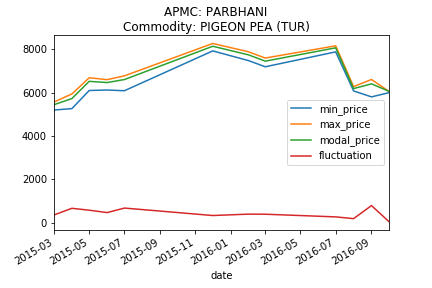 APMC: PARBHANI
Commodity: PIGEON PEA (TUR)
8000
6000
4000
2000
0
min_price
max_price
modal_price
fluctuation
2015-03
2015-05
2015-07
2015-09
2015-11
2016-01
2016-03
2016-05
2016-07
2016-09
date